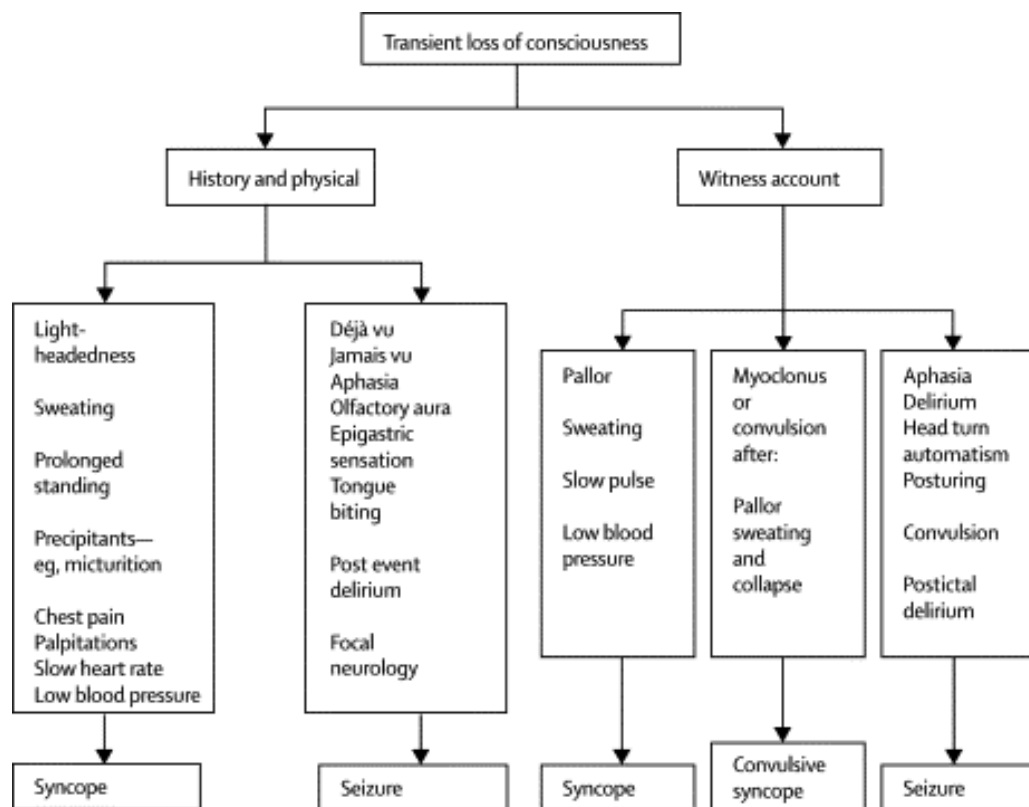 Transient loss of consciousness
History and physical
Witness account
Light-
headedness
Sweating
Prolonged
standing
Precipitants—
eg, micturition
Chest pain
Palpitations
Slow heart rate
Low blood pressure
Déjà vu
Jamais vu
Aphasia
Olfactory aura
Epigastric
sensation
Tongue
biting
Post event
delirium
Focal
neurology
Pallor
Sweating
Slow pulse
Low blood
pressure
Myoclonus
or
convulsion
after:
Pallor
sweating
and
collapse
Aphasia
Delirium
Head turn
automatism
Posturing
Convulsion
Postictal
delirium
Syncope
Seizure
Syncope
Convulsive
syncope
Seizure